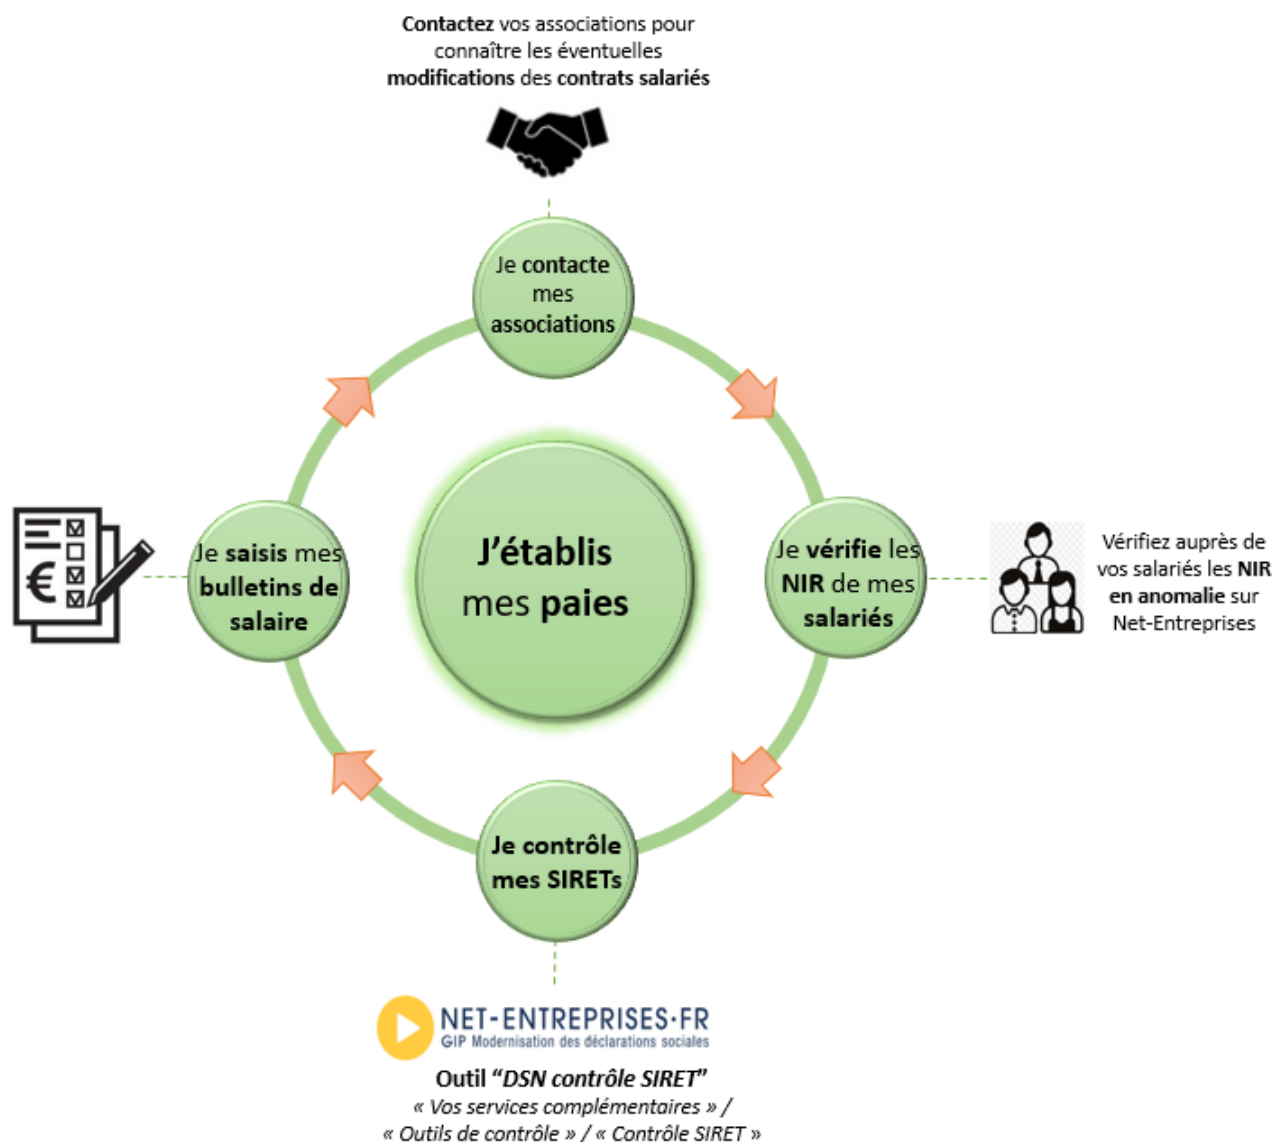 Contactez vos associations pour
connaître les éventuelles
modifications des contrats salariés
Je contacte
mes
associations
Je saisis mes
bulletins de
salaire
J'établis
mes paies
Je vérifie les
NIR de mes
salariés
Vérifiez auprès de
vos salariés les NIR
en anomalie sur
Net-Entreprises
Je contrôle
mes SIRETs
NET-ENTREPRISES·FR
GIP Modernisation des déclarations sociales
Outil “DSN contrôle SIRET”
« Vos services complémentaires » /
« Outils de contrôle » / « Contrôle SIRET »